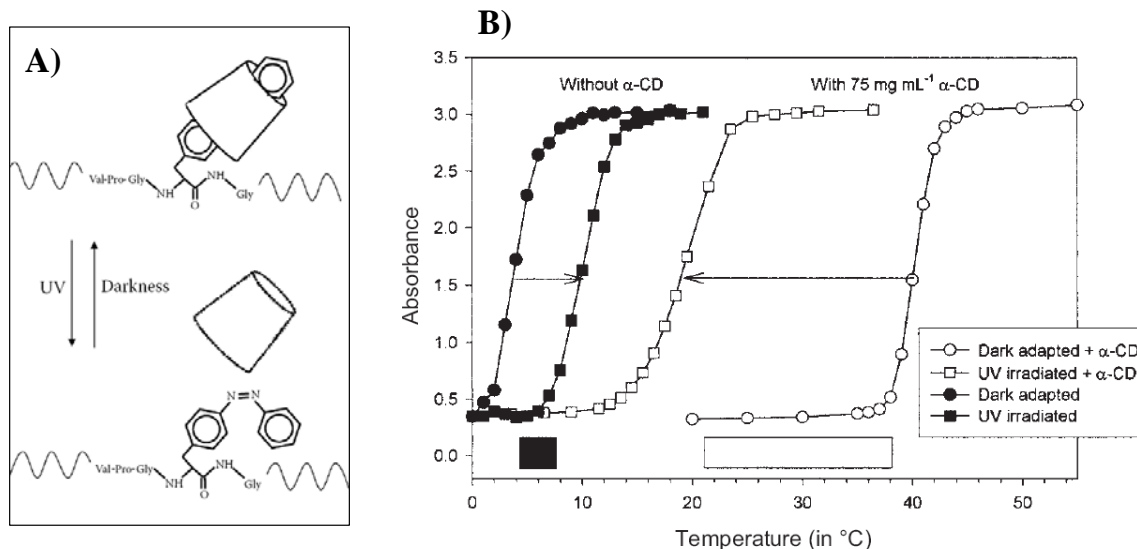 A)
Val-Pro-Gly
NH
O
NH
Gly
UV
Darkness
N=N
Val-Pro-Gly
NH
O
NH
Gly
B)
Without α-CD
With 75 mg mL⁻¹ α-CD
Absorbance
3.5
3.0
2.5
2.0
1.5
1.0
0.5
0.0
0
10
20
30
40
50
Temperature (in °C)
Dark adapted + α-CD
UV irradiated + α-CD
Dark adapted
UV irradiated